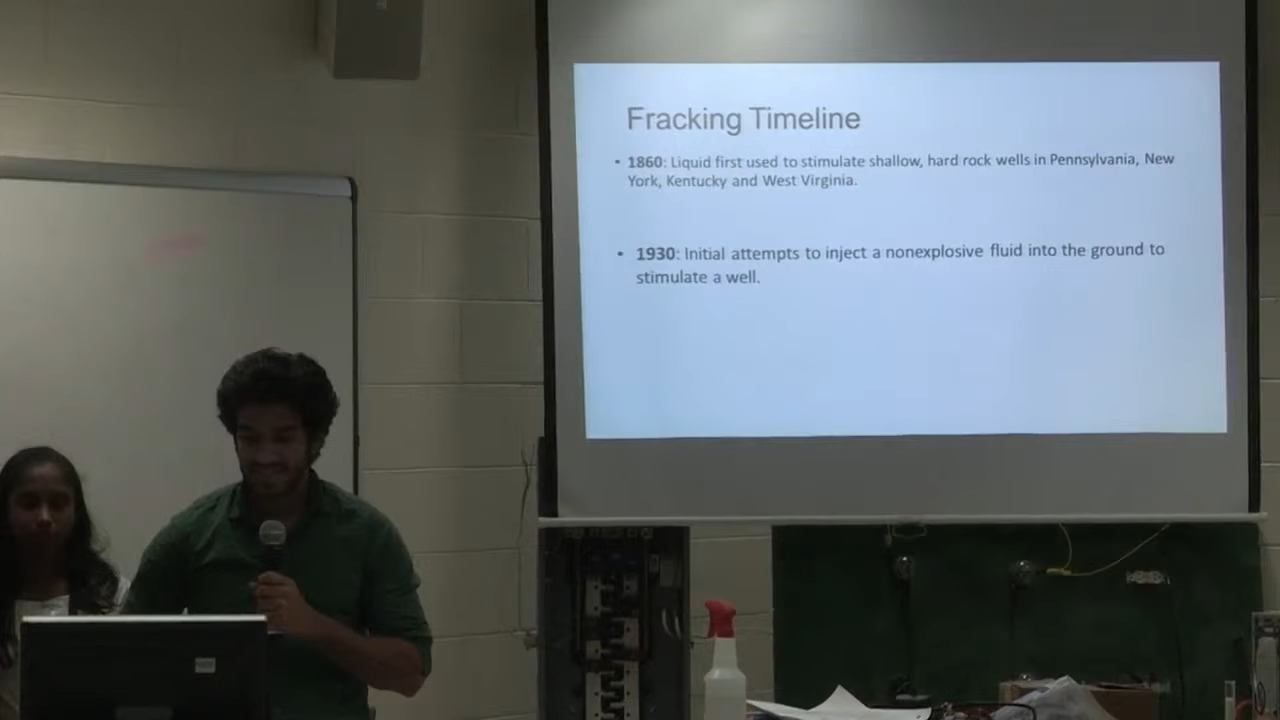 Fracking Timeline
• 1860: Liquid first used to stimulate shallow, hard rock wells in Pennsylvania, New
York, Kentucky and West Virginia.
• 1930: Initial attempts to inject a nonexplosive fluid into the ground to
stimulate a well.